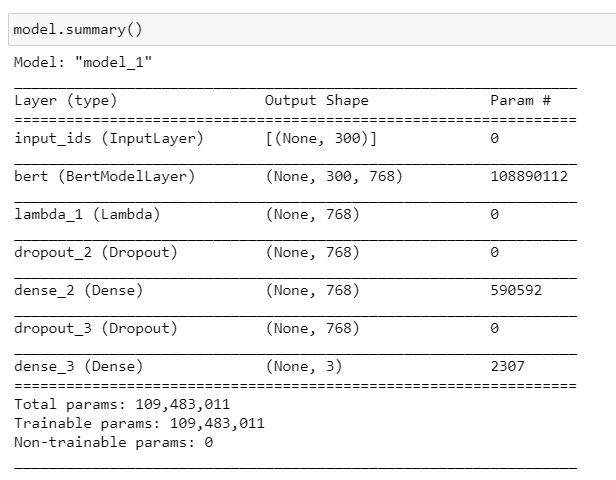 model.summary()
Model: "model_1"
_________________________________________________________________
Layer (type)                 Output Shape              Param #
=================================================================
input_ids (InputLayer)       [(None, 300)]             0
_________________________________________________________________
bert (BertModelLayer)        (None, 300, 768)          108890112
_________________________________________________________________
lambda_1 (Lambda)            (None, 768)               0
_________________________________________________________________
dropout_2 (Dropout)          (None, 768)               0
_________________________________________________________________
dense_2 (Dense)              (None, 768)               590592
_________________________________________________________________
dropout_3 (Dropout)          (None, 768)               0
_________________________________________________________________
dense_3 (Dense)              (None, 3)                 2307
=================================================================
Total params: 109,483,011
Trainable params: 109,483,011
Non-trainable params: 0
_________________________________________________________________